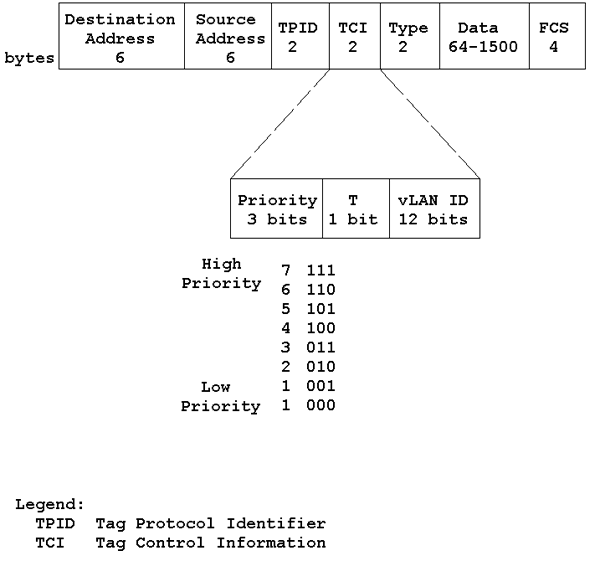 Destination Address 6
Source Address 6
TPID 2
TCI 2
Type 2
Data 64-1500
FCS 4
bytes
Priority 3 bits
T 1 bit
vLAN ID 12 bits
High Priority
7 111
6 110
5 101
4 100
3 011
2 010
Low Priority
1 001
1 000
Legend:
TPID Tag Protocol Identifier
TCI Tag Control Information